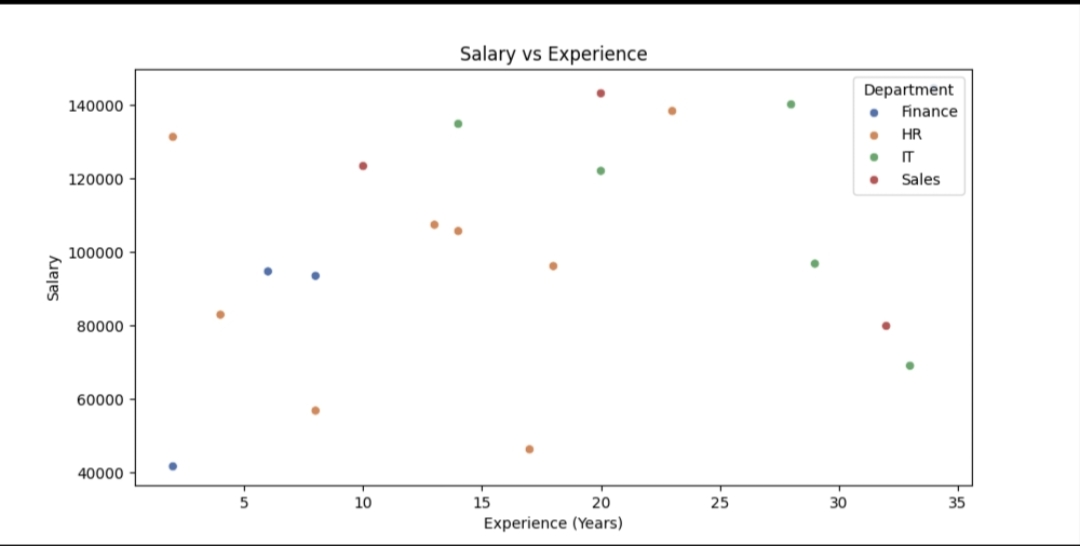 Salary vs Experience
Department
Finance
HR
IT
Sales
Salary
140000
120000
100000
80000
60000
40000
5 10 15 20 25 30 35
Experience (Years)